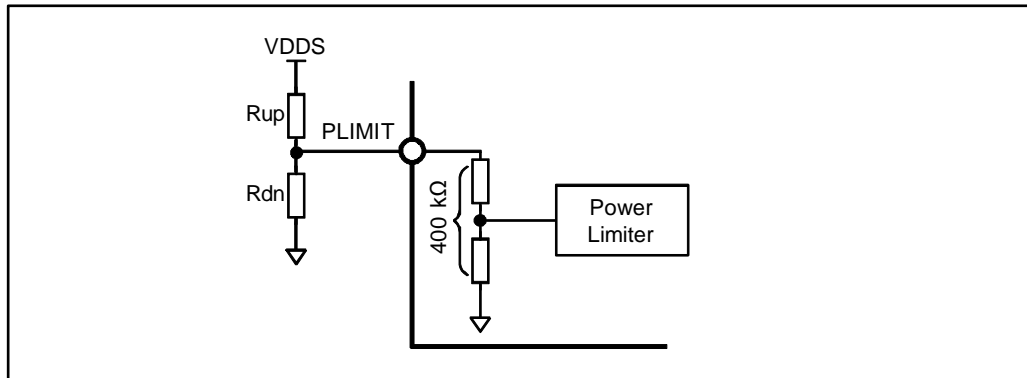 VDDS
Rup
PLIMIT
Rdn
400 kΩ
Power
Limiter